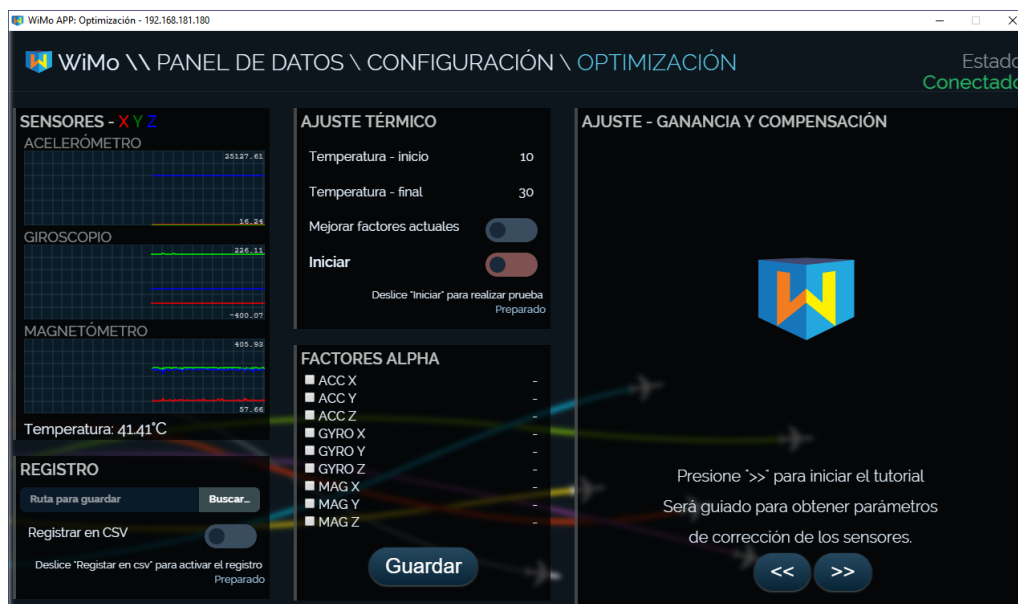 WiMo APP: Optimización - 192.168.181.180
WiMo \\ PANEL DE DATOS \ CONFIGURACIÓN \ OPTIMIZACIÓN
Estado
Conectado
SENSORES - X Y Z
ACELERÓMETRO
25127.61
16.24
GIROSCOPIO
226.11
-400.07
MAGNETÓMETRO
405.93
57.66
Temperatura: 41.41°C
REGISTRO
Ruta para guardar
Buscar...
Registrar en CSV
Deslice "Registar en csv" para activar el registro
Preparado
AJUSTE TÉRMICO
Temperatura - inicio 10
Temperatura - final 30
Mejorar factores actuales
Iniciar
Deslice "Iniciar" para realizar prueba
Preparado
FACTORES ALPHA
ACC X -
ACC Y -
ACC Z -
GYRO X -
GYRO Y -
GYRO Z -
MAG X -
MAG Y -
MAG Z -
Guardar
AJUSTE - GANANCIA Y COMPENSACIÓN
Presione ">>" para iniciar el tutorial
Será guiado para obtener parámetros
de corrección de los sensores.
<< >>